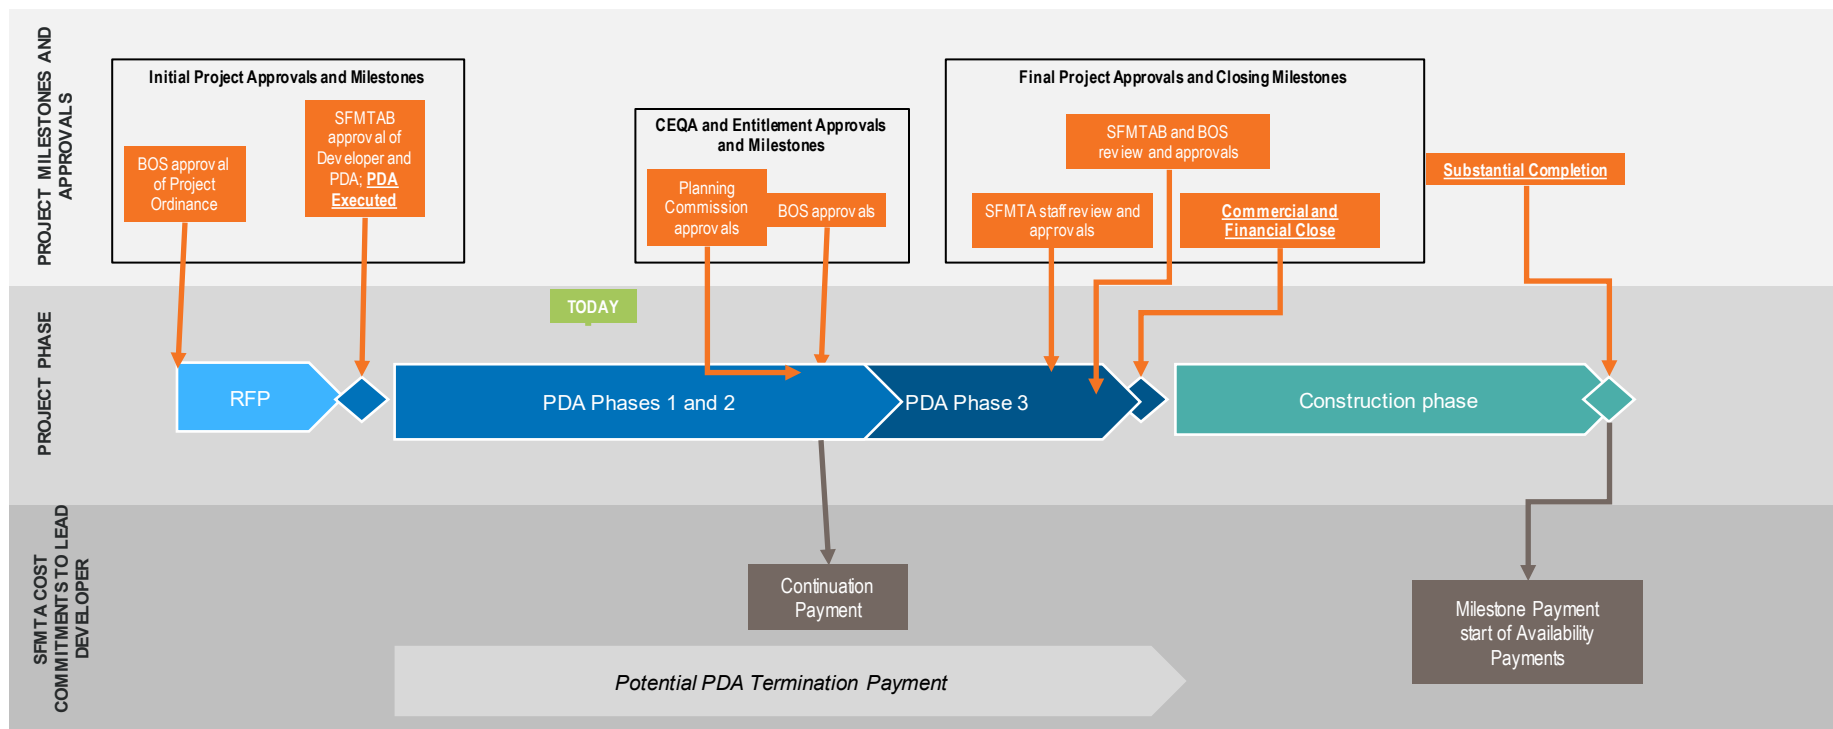 PROJECT MILESTONES AND
APPROVALS
Initial Project Approvals and Milestones
BOS approval
of Project
Ordinance
SFMTAB
approval of
Developer and
PDA; PDA
Executed
CEQA and Entitlement Approvals
and Milestones
Planning
Commission
approvals
BOS approvals
Final Project Approvals and Closing Milestones
SFMTAB and BOS
review and approvals
SFMTA staff review and
approvals
Commercial and
Financial Close
Substantial Completion
PROJECT PHASE
TODAY
RFP
PDA Phases 1 and 2
PDA Phase 3
Construction phase
SFMTA COST
COMMITMENTS TO LEAD
DEVELOPER
Continuation
Payment
Milestone Payment
start of Availability
Payments
Potential PDA Termination Payment